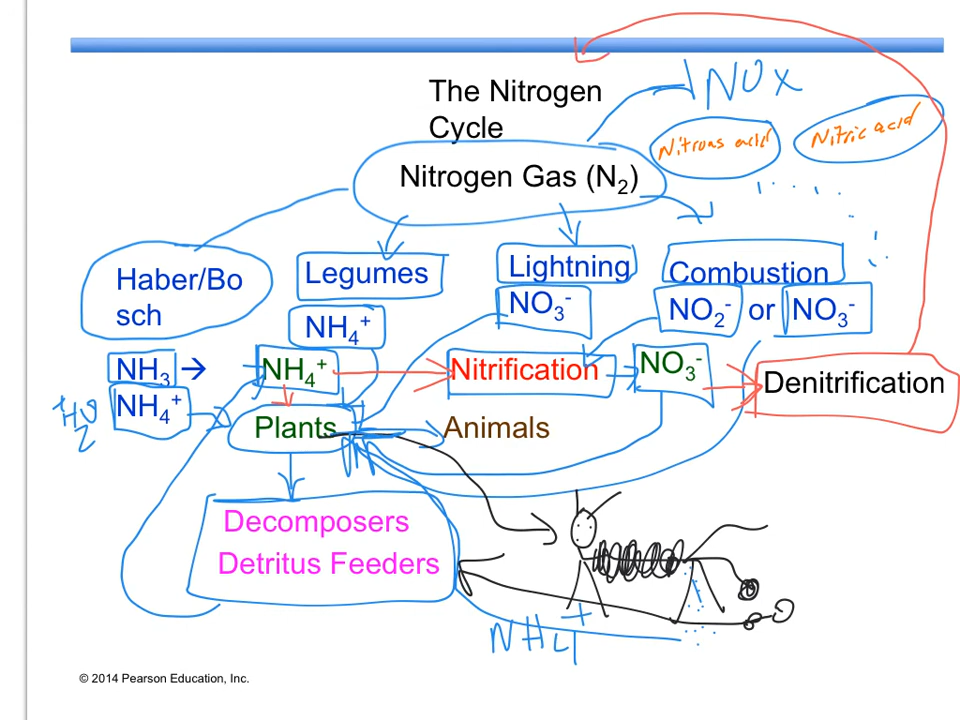 The Nitrogen
Cycle
NOX
Nitrous acid
Nitric acid
Nitrogen Gas (N₂)
Haber/Bo
sch
Legumes
Lightning
Combustion
NH₄⁺
NO₃⁻
NO₂⁻ or NO₃⁻
NH₃ →
NH₄⁺
Nitrification
NO₃⁻
Denitrification
H₂O
NH₄⁺
Plants
Animals
Decomposers
Detritus Feeders
NH4+
© 2014 Pearson Education, Inc.